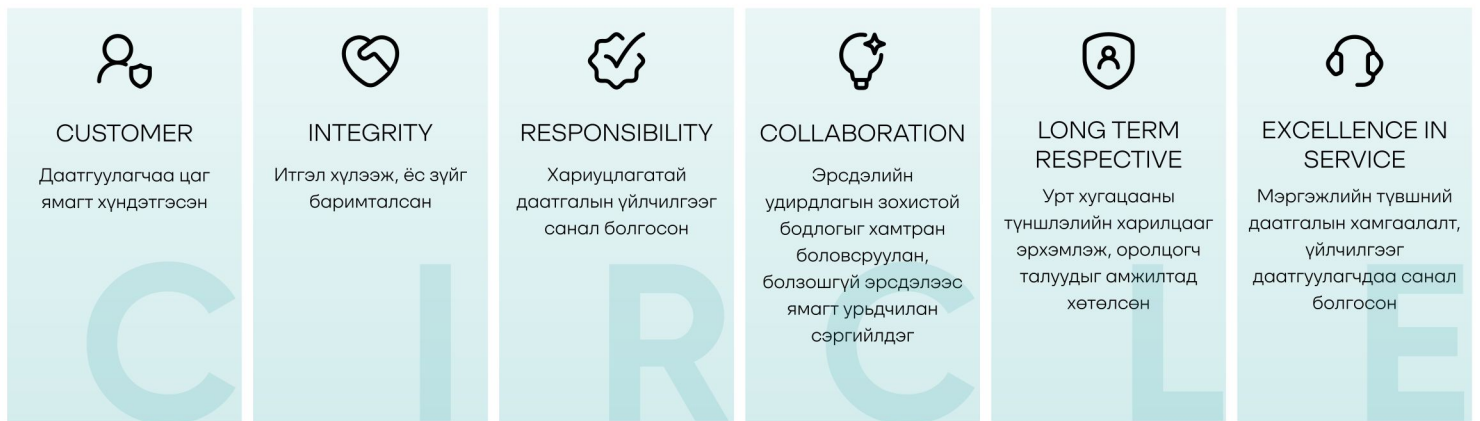 CUSTOMER
Даатгуулагчаа цаг
ямагт хүндэтгэсэн
C
INTEGRITY
Итгэл хүлээж, ёс зүйг
баримталсан
I
RESPONSIBILITY
Хариуцлагатай
даатгалын үйлчилгээг
санал болгосон
R
COLLABORATION
Эрсдэлийн
удирдлагын зохистой
бодлогыг хамтран
боловсруулан,
болзошгүй эрсдэлээс
ямагт урьдчилан
сэргийлдэг
C
LONG TERM
RESPECTIVE
Урт хугацааны
түншлэлийн харилцааг
эрхэмлэж, оролцогч
талуудыг амжилтад
хөтөлсөн
L
EXCELLENCE IN
SERVICE
Мэргэжлийн түвшний
даатгалын хамгаалалт,
үйлчилгээг
даатгуулагчдаа санал
болгосон
E